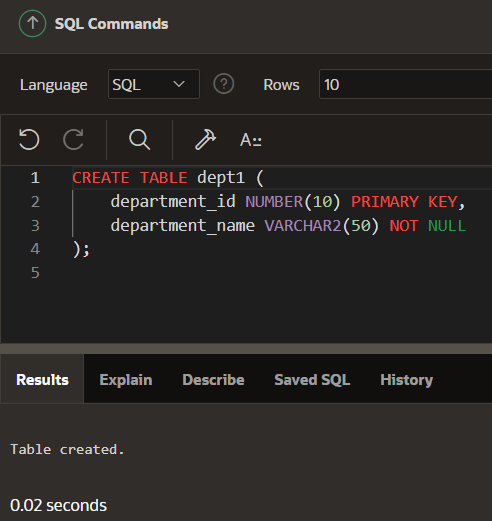 SQL Commands
Language SQL ? Rows 10
A::
1 CREATE TABLE dept1 (
2 department_id NUMBER(10) PRIMARY KEY,
3 department_name VARCHAR2(50) NOT NULL
4 );
5
Results Explain Describe Saved SQL History
Table created.
0.02 seconds